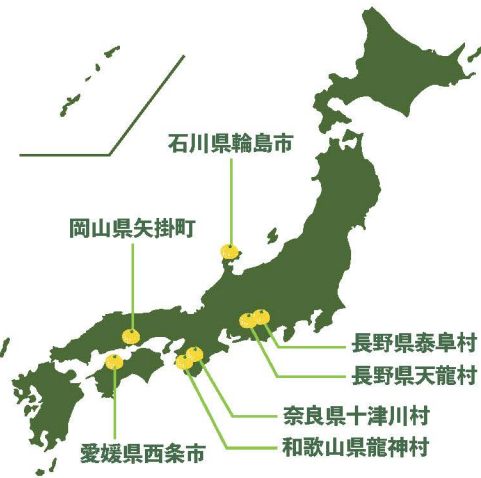 石川県輪島市
岡山県矢掛町
長野県泰阜村
長野県天龍村
奈良県十津川村
和歌山県龍神村
愛媛県西条市